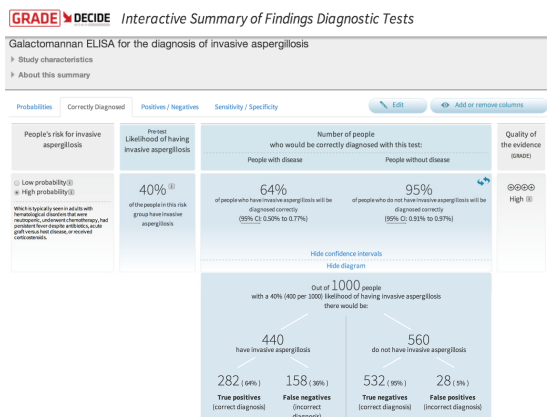 GRADE DECIDE Interactive Summary of Findings Diagnostic Tests
Galactomannan ELISA for the diagnosis of invasive aspergillosis
Study characteristics
About this summary
Probabilities Correctly Diagnosed Positives / Negatives Sensitivity / Specificity Edit Add or remove columns
People's risk for invasive
aspergillosis
Pretest
Likelihood of having
invasive aspergillosis
Number of people
who would be correctly diagnosed with this test:
People with disease People without disease
Quality of
the evidence
(GRADE)
Low probability
High probability
Which is typically seen in adults with
hematological disorders that were
neutropenic, underwent chemotherapy, had
persistent fever despite antibiotics, acute
graft versus host disease, or received
corticosteroids.
40%
of the people in this risk
group have invasive
aspergillosis
64%
of people who have invasive aspergillosis will be
diagnosed correctly
(95% CI: 0.50% to 0.77%)
95%
of people who do not have invasive aspergillosis will be
diagnosed correctly
(95% CI: 0.91% to 0.97%)
High
Hide confidence intervals
Hide diagram
Out of 1000 people
with a 40% (400 per 1000) likelihood of having invasive aspergillosis
there would be:
440
have invasive aspergillosis
560
do not have invasive aspergillosis
282 ( 64% )
True positives
(correct diagnosis)
158 ( 36% )
False negatives
(incorrect
diagnosis)
532 ( 95% )
True negatives
(correct diagnosis)
28 ( 5% )
False positives
(incorrect diagnosis)